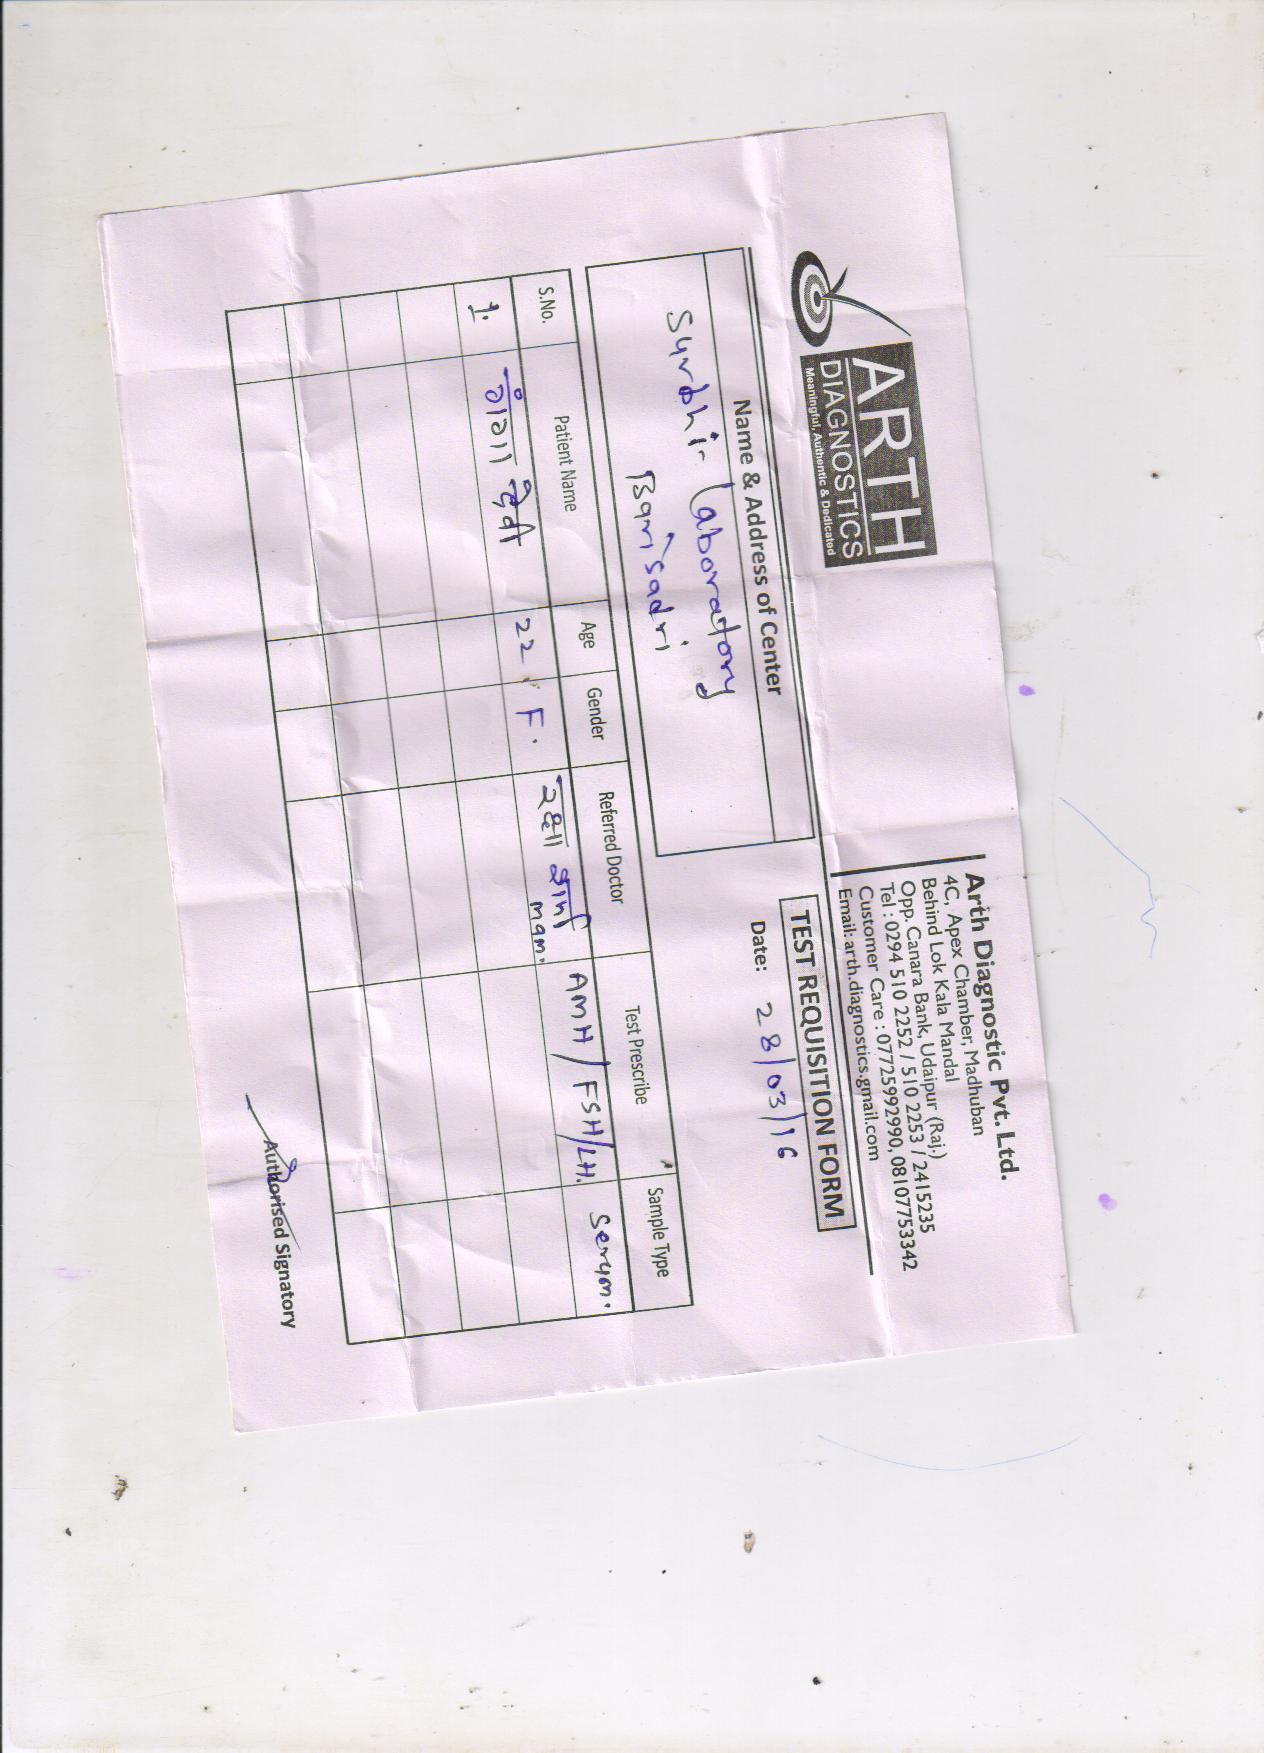 ARTH
DIAGNOSTICS
Meaningful, Authentic & Dedicated
Arth Diagnostic Pvt. Ltd.
4C, Apex Chamber, Madhuban
Behind Lok Kala Mandal
Opp. Canara Bank, Udaipur (Raj.)
Tel : 0294 510 2252 / 510 2253 / 2415235
Customer Care : 07725992990, 08107753342
Email: arth.diagnostics.gmail.com
Name & Address of Center
Surbhi Laboratory
Barisadri
TEST REQUISITION FORM
Date: 28/03/16
S.No. Patient Name Age Gender Referred Doctor Test Prescribe Sample Type
1. देवी 22 F. mam. AMH / FSH/LH. Serum.
Authorised Signatory